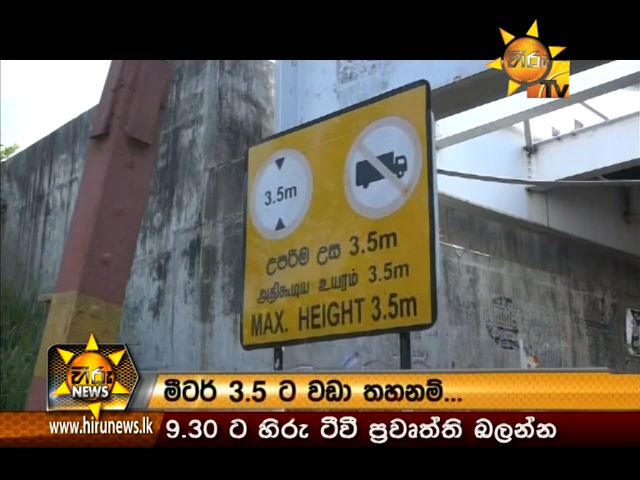 හිරු
TV
3.5m
උපරිම උස 3.5m
அதிகூடிய உயரம் 3.5m
MAX. HEIGHT 3.5m
හිරු
NEWS
මීටර් 3.5 ට වඩා තහනම්...
www.hirunews.lk
9.30 ට හිරු ටීවී ප්‍රවෘත්ති බලන්න